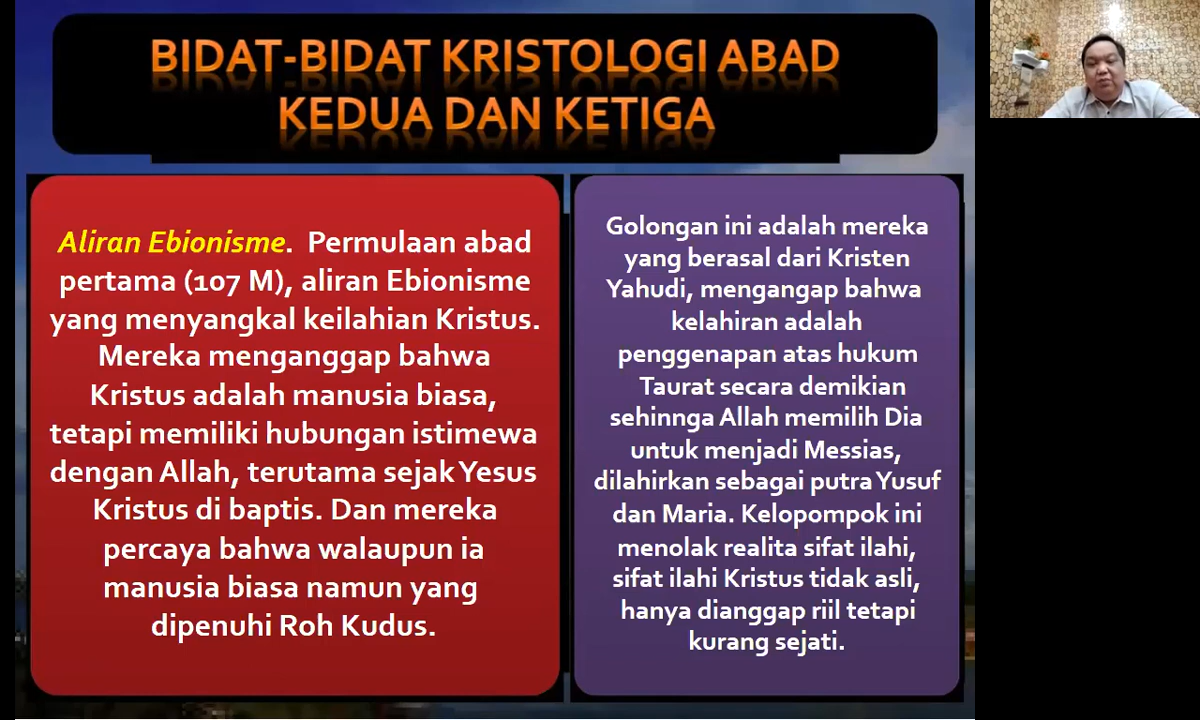 BIDAT-BIDAT KRISTOLOGI ABAD
KEDUA DAN KETIGA
Aliran Ebionisme. Permulaan abad
pertama (107 M), aliran Ebionisme
yang menyangkal keilahian Kristus.
Mereka menganggap bahwa
Kristus adalah manusia biasa,
tetapi memiliki hubungan istimewa
dengan Allah, terutama sejak Yesus
Kristus di baptis. Dan mereka
percaya bahwa walaupun ia
manusia biasa namun yang
dipenuhi Roh Kudus.
Golongan ini adalah mereka
yang berasal dari Kristen
Yahudi, mengangap bahwa
kelahiran adalah
penggenapan atas hukum
Taurat secara demikian
sehinnga Allah memilih Dia
untuk menjadi Messias,
dilahirkan sebagai putra Yusuf
dan Maria. Kelopompok ini
menolak realita sifat ilahi,
sifat ilahi Kristus tidak asli,
hanya dianggap riil tetapi
kurang sejati.